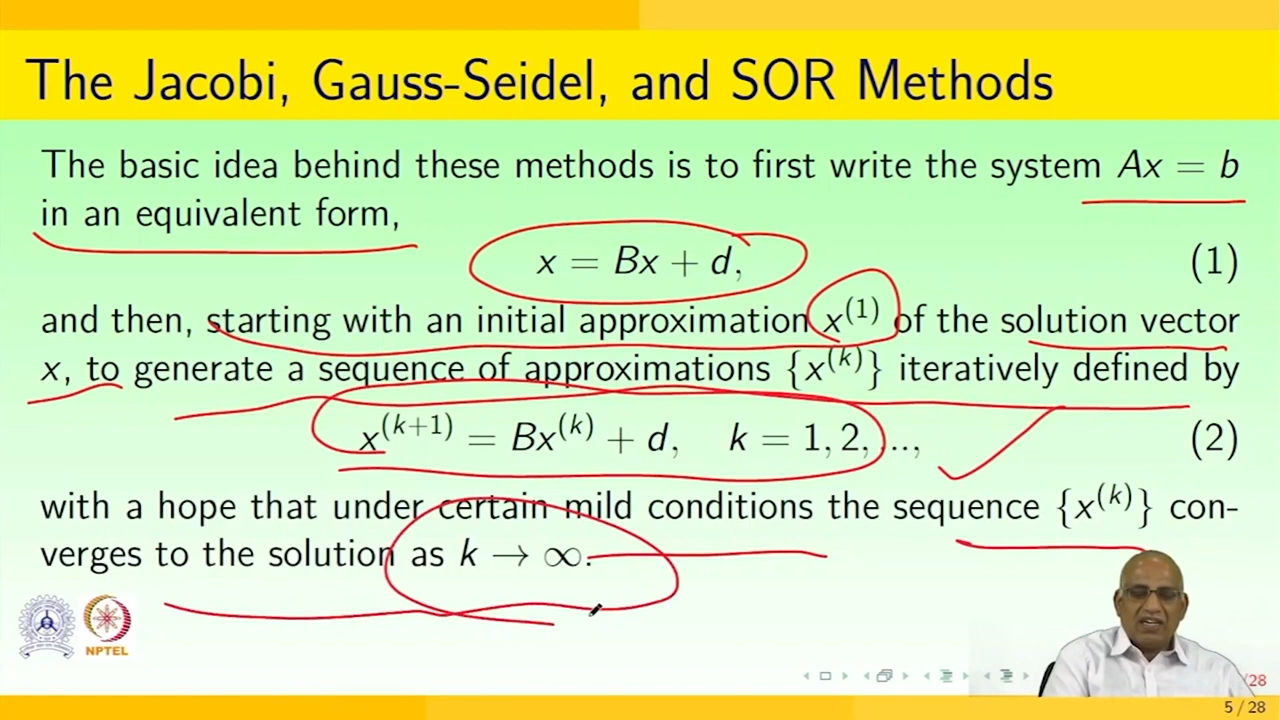 The Jacobi, Gauss-Seidel, and SOR Methods
The basic idea behind these methods is to first write the system Ax = b
in an equivalent form,
x = Bx + d, (1)
and then, starting with an initial approximation x^(1) of the solution vector
x, to generate a sequence of approximations {x^(k)} iteratively defined by
x^(k+1) = Bx^(k) + d, k = 1, 2, ..., (2)
with a hope that under certain mild conditions the sequence {x^(k)} con-
verges to the solution as k → ∞.
NPTEL
/28
5 / 28